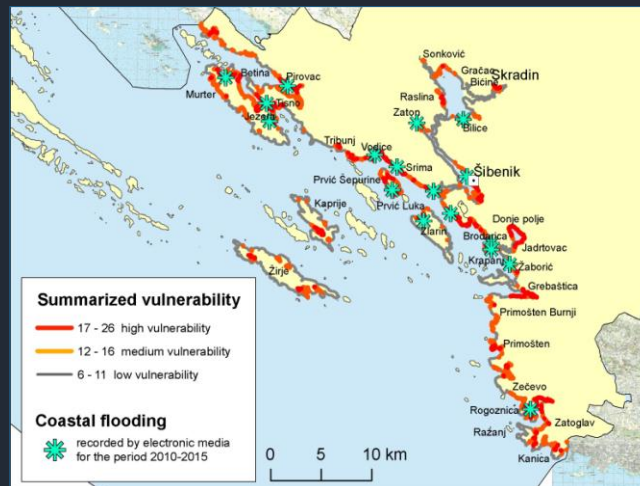 Sonković
Gračac
Skradin
Bićine
Betina
Pirovac
Raslina
Murter
Tisno
Zaton
Jezera
Bilice
Tribunj
Vodice
Srima
Šibenik
Prvić Šepurine
Kaprije
Prvić Luka
Zlarin
Donje polje
Brodarica
Jadrtovac
Krapanj
Žaborić
Žirje
Grebaštica
Summarized vulnerability
17 - 26 high vulnerability
Primošten Burnji
12 - 16 medium vulnerability
Primošten
6 - 11 low vulnerability
Zečevo
Coastal flooding
Rogoznica
recorded by electronic media
Zatoglav
for the period 2010-2015
Ražanj
0 5 10 km
Kanica